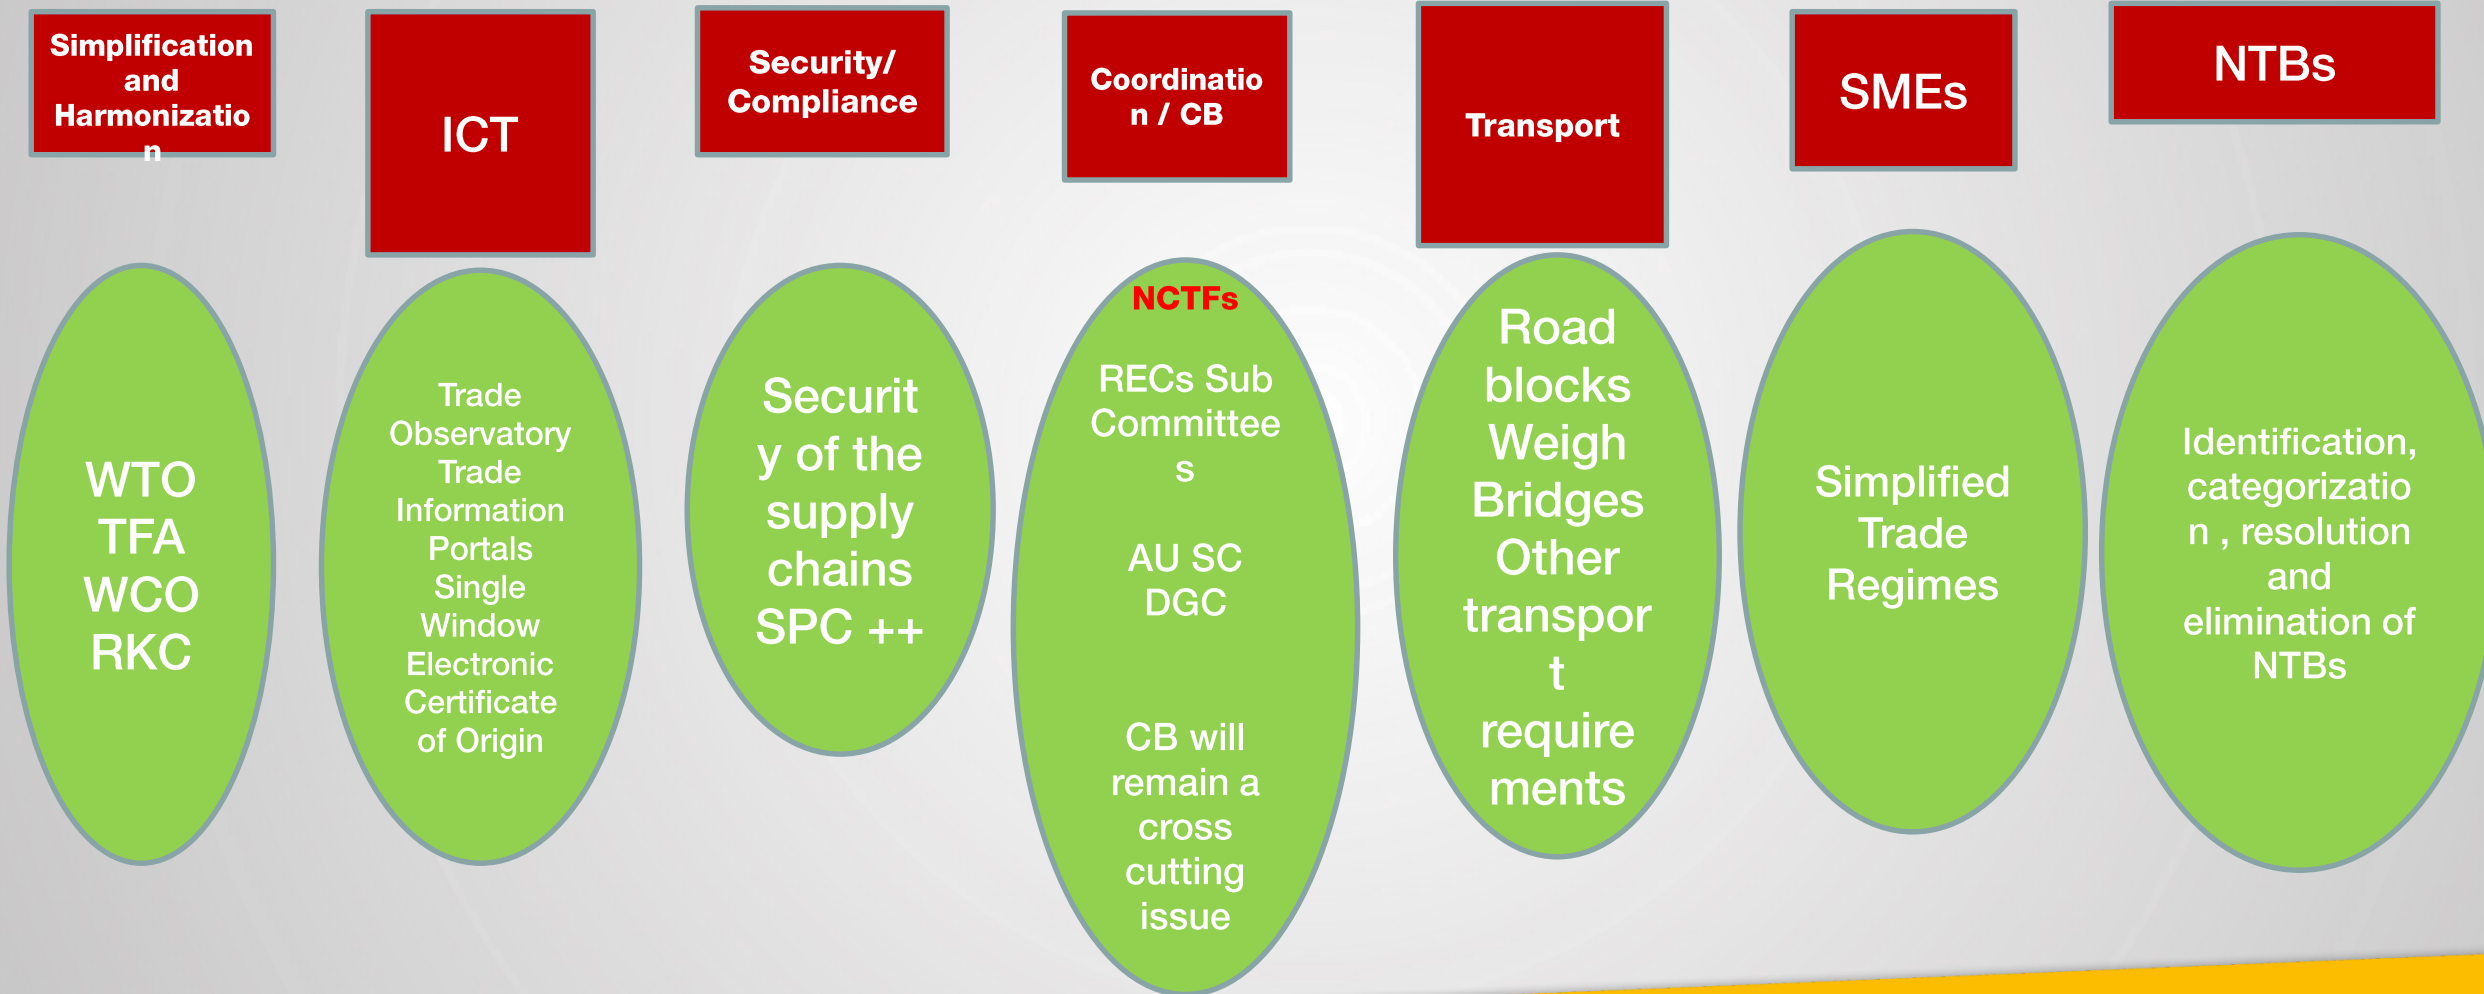 Simplification
and
Harmonizatio
n
ICT
Security/
Compliance
Coordinatio
n / CB
Transport
SMEs
NTBs
WTO
TFA
WCO
RKC
Trade
Observatory
Trade
Information
Portals
Single
Window
Electronic
Certificate
of Origin
Securit
y of the
supply
chains
SPC ++
NCTFs
RECs Sub
Committee
s
AU SC
DGC
CB will
remain a
cross
cutting
issue
Road
blocks
Weigh
Bridges
Other
transpor
t
require
ments
Simplified
Trade
Regimes
Identification,
categorizatio
n , resolution
and
elimination of
NTBs